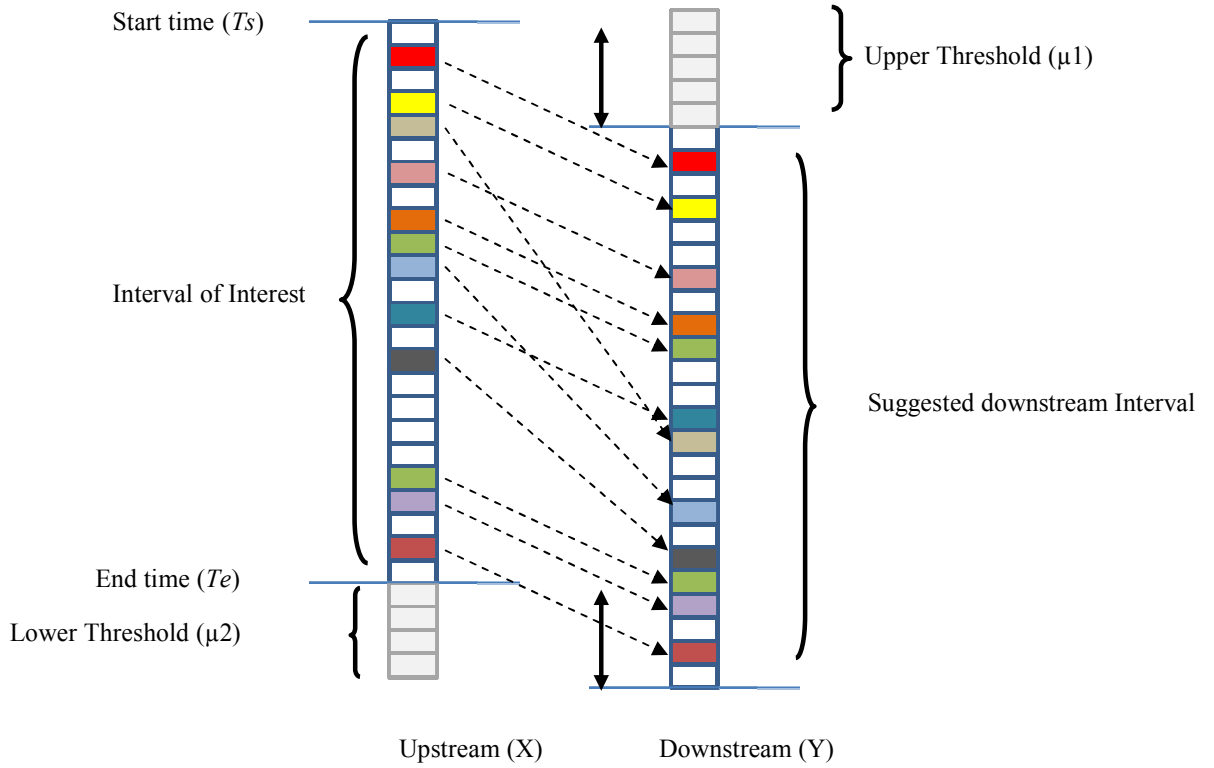 Start time (Ts)
Upper Threshold (µ1)
Interval of Interest
Suggested downstream Interval
End time (Te)
Lower Threshold (µ2)
Upstream (X)
Downstream (Y)